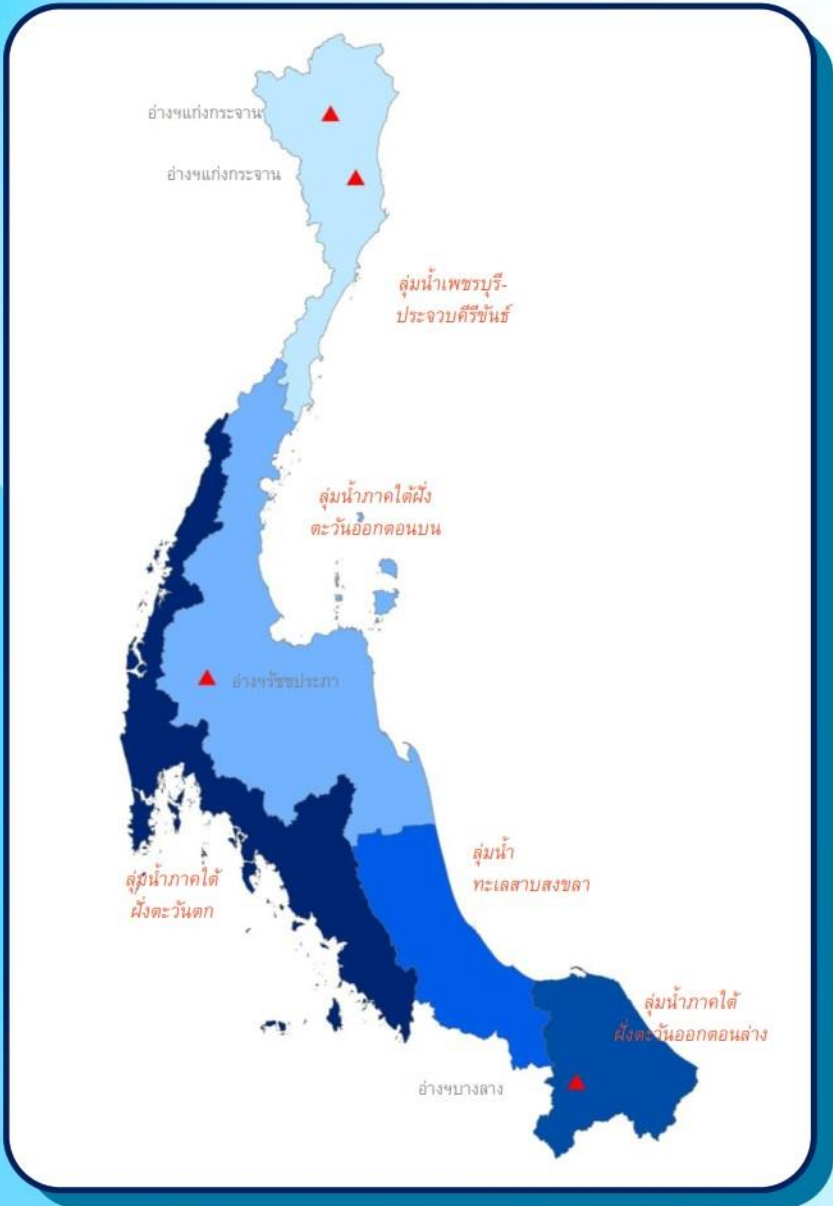 อ่างฯแก่งกระจาน
อ่างฯแก่งกระจาน
ลุ่มน้ำเพชรบุรี-
ประจวบคีรีขันธ์
ลุ่มน้ำภาคใต้ฝั่ง
ตะวันออกตอนบน
อ่างฯรัชชประภา
ลุ่มน้ำ
ทะเลสาบสงขลา
ลุ่มน้ำภาคใต้
ฝั่งตะวันตก
ลุ่มน้ำภาคใต้
ฝั่งตะวันออกตอนล่าง
อ่างฯบางลาง